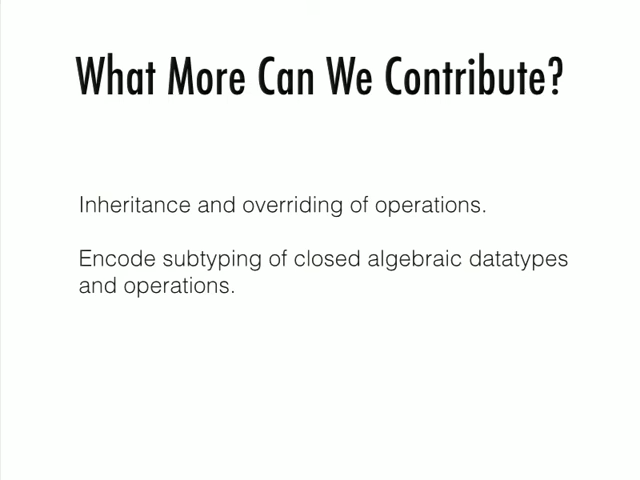 What More Can We Contribute?
Inheritance and overriding of operations.
Encode subtyping of closed algebraic datatypes
and operations.